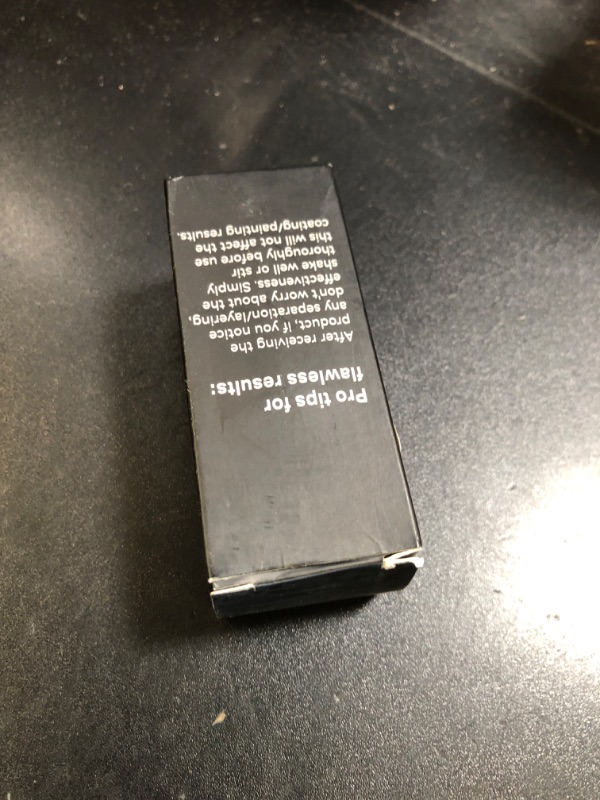 Pro tips for
flawless results:
After receiving the
product, if you notice
any separation/layering,
don't worry about the
effectiveness. Simply
shake well or stir
thoroughly before use
this will not affect the
coating/painting results.